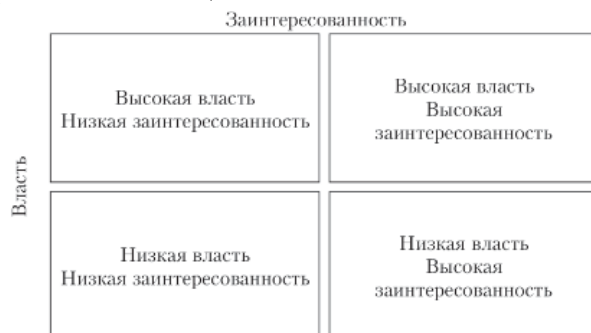 Заинтересованность
Власть
Высокая власть
Низкая заинтересованность
Высокая власть
Высокая
заинтересованность
Низкая власть
Низкая заинтересованность
Низкая власть
Высокая
заинтересованность